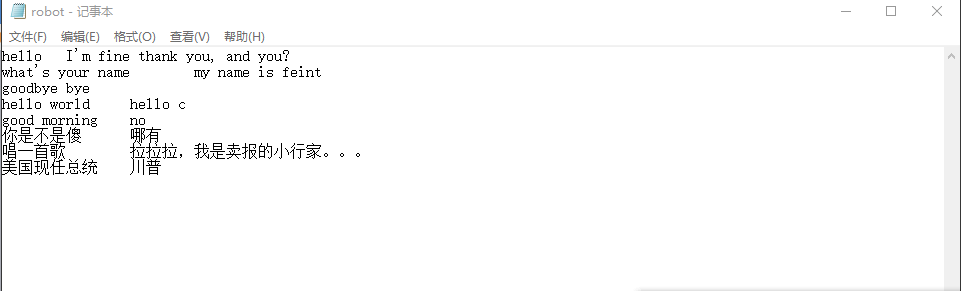 robot - 记事本
文件(F) 编辑(E) 格式(O) 查看(V) 帮助(H)
hello I'm fine thank you, and you?
what's your name my name is feint
goodbye bye
hello world hello c
good morning no
你是不是傻 哪有
唱一首歌 拉拉拉，我是卖报的小行家。。。
美国现任总统 川普